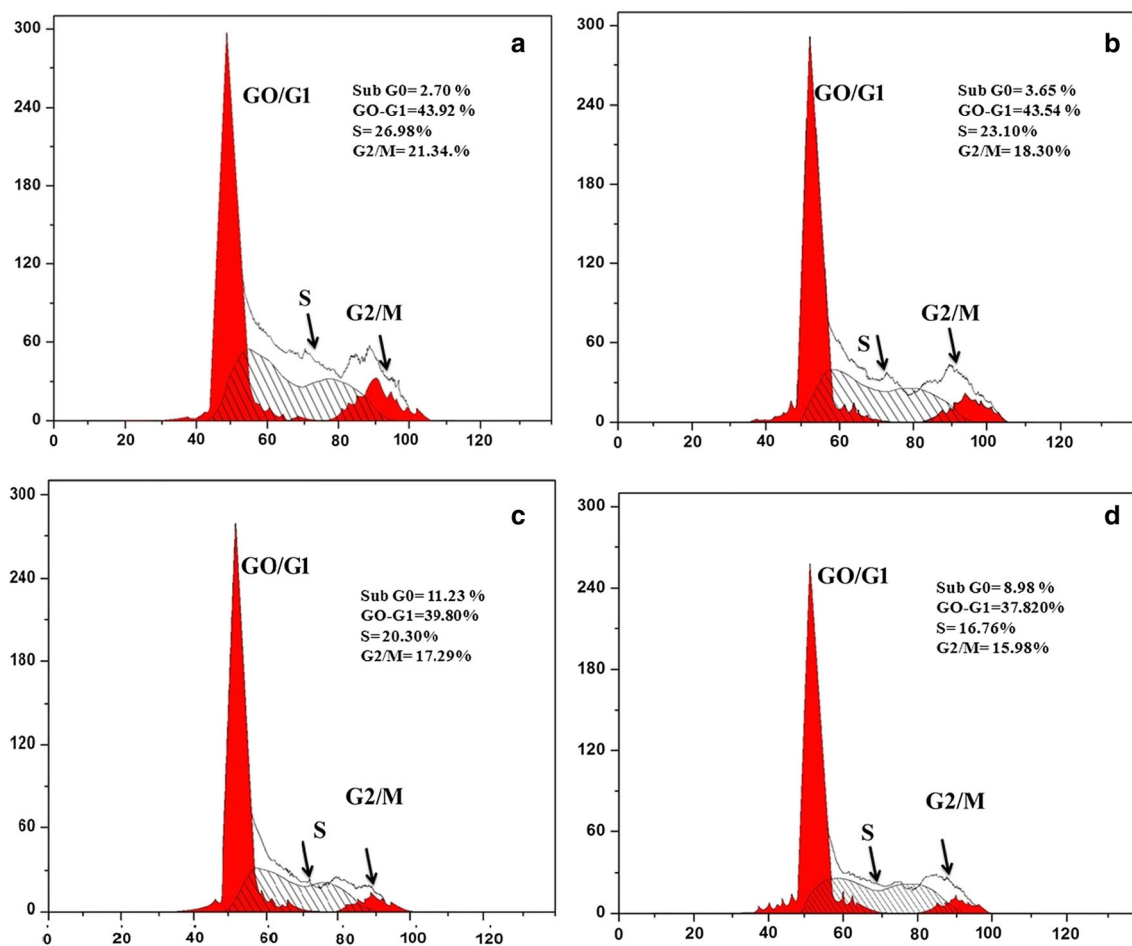 a
300
240
180
120
60
0
0 20 40 60 80 100 120
GO/G1
Sub G0= 2.70 %
GO-G1=43.92 %
S= 26.98%
G2/M= 21.34.%
S
G2/M
b
300
240
180
120
60
0
0 20 40 60 80 100 120
GO/G1
Sub G0= 3.65 %
GO-G1=43.54 %
S= 23.10%
G2/M= 18.30%
S
G2/M
c
300
240
180
120
60
0
0 20 40 60 80 100 120
GO/G1
Sub G0= 11.23 %
GO-G1=39.80%
S=20.30%
G2/M= 17.29%
S
G2/M
d
300
240
180
120
60
0
0 20 40 60 80 100 120
GO/G1
Sub G0= 8.98 %
GO-G1=37.820%
S= 16.76%
G2/M= 15.98%
S
G2/M